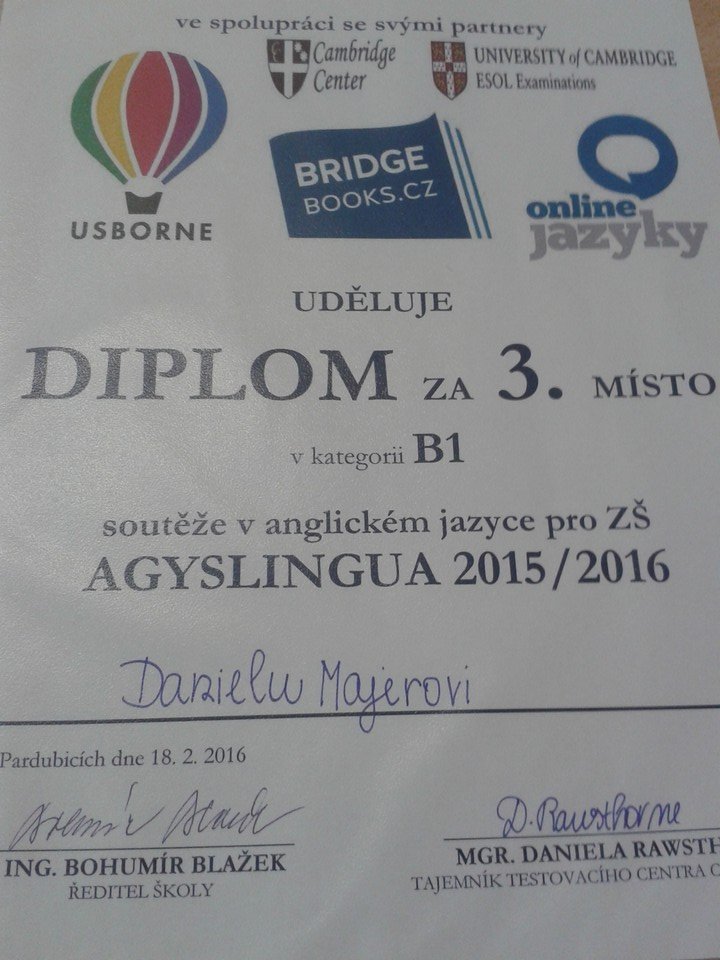 ve spolupráci se svými partnery
Cambridge
Center
UNIVERSITY of CAMBRIDGE
ESOL Examinations
USBORNE
BRIDGE
BOOKS.CZ
online
jazyky
UDĚLUJE
DIPLOM ZA 3. MÍSTO
v kategorii B1
soutěže v anglickém jazyce pro ZŠ
AGYSLINGUA 2015/2016
Danielu Majerovi
Pardubicích dne 18. 2. 2016
D. Rawsthorne
ING. BOHUMÍR BLAŽEK
ŘEDITEL ŠKOLY
MGR. DANIELA RAWSTH
TAJEMNÍK TESTOVACÍHO CENTRA C